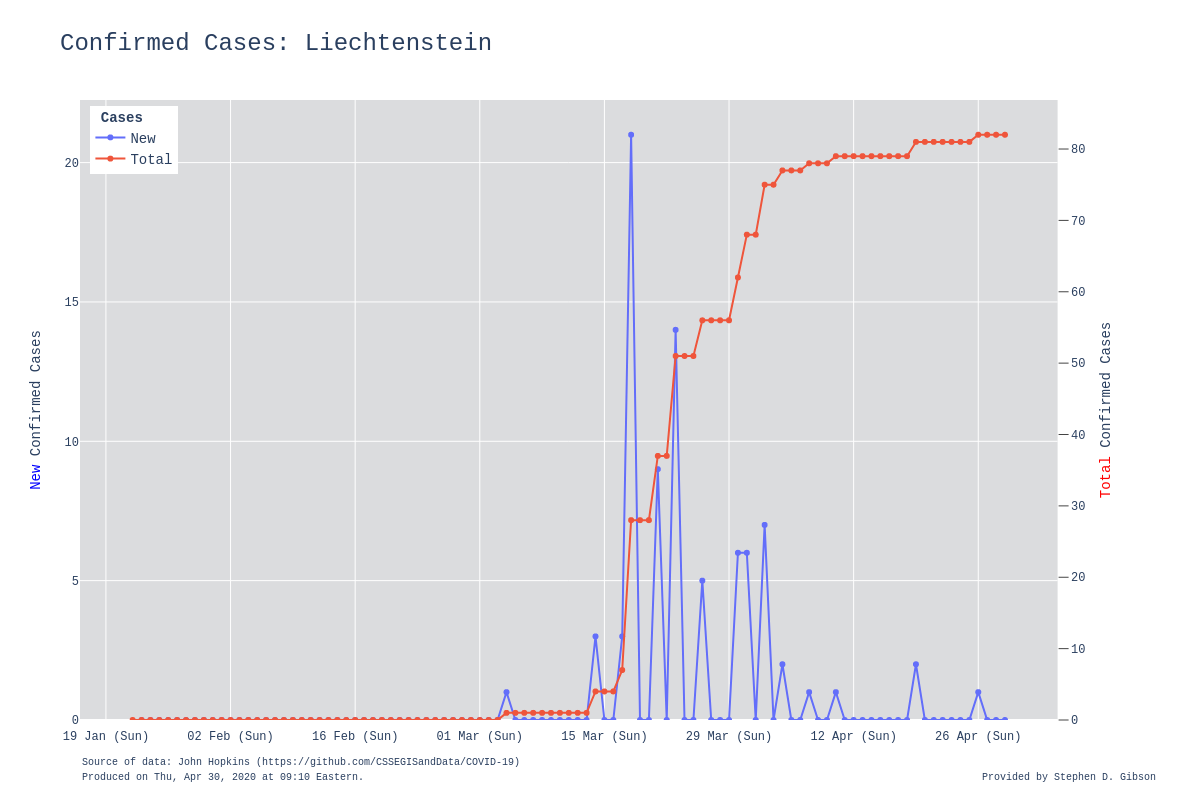 Confirmed Cases: Liechtenstein
Cases
New
Total
20
15
10
5
0
New Confirmed Cases
80
70
60
50
40
30
20
10
0
Total Confirmed Cases
19 Jan (Sun)
02 Feb (Sun)
16 Feb (Sun)
01 Mar (Sun)
15 Mar (Sun)
29 Mar (Sun)
12 Apr (Sun)
26 Apr (Sun)
Source of data: John Hopkins (https://github.com/CSSEGISandData/COVID-19)
Produced on Thu, Apr 30, 2020 at 09:10 Eastern.
Provided by Stephen D. Gibson